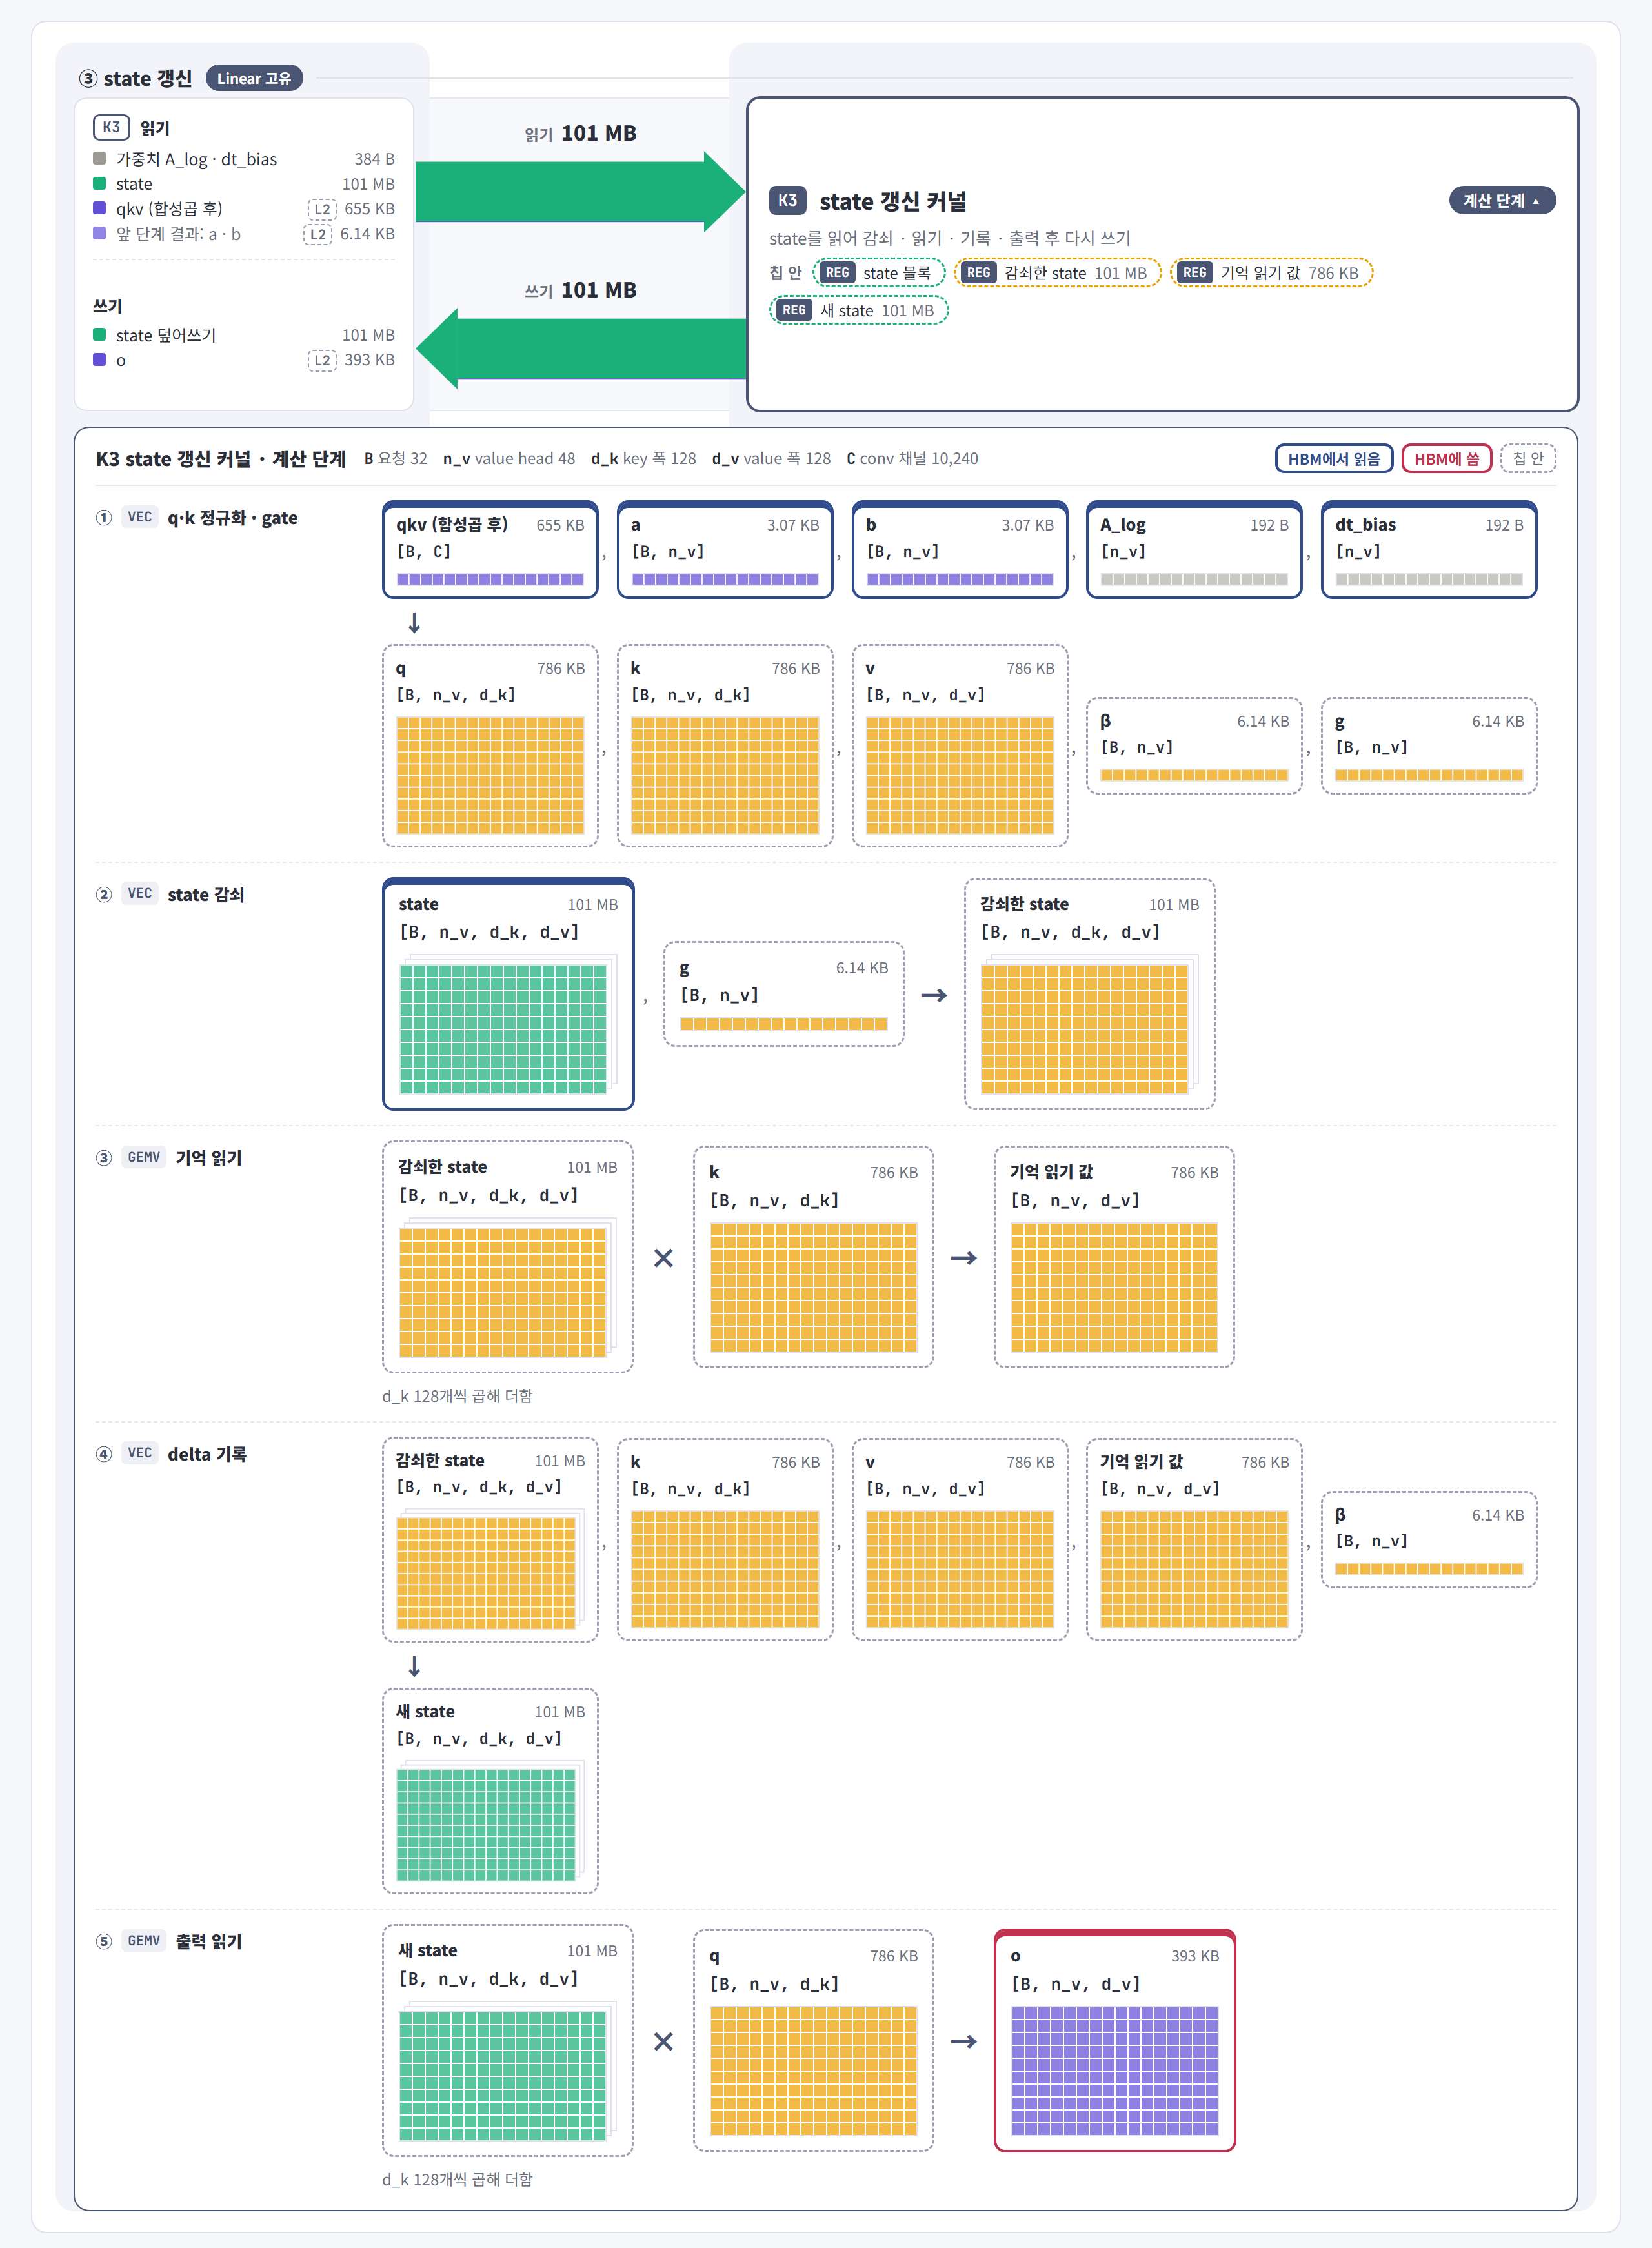 ③ state 갱신 Linear 고유
K3 읽기
가중치 A_log · dt_bias 384 B
state 101 MB
qkv (합성곱 후) L2 655 KB
앞 단계 결과: a · b L2 6.14 KB
쓰기
state 덮어쓰기 101 MB
o L2 393 KB
읽기 101 MB
쓰기 101 MB
K3 state 갱신 커널 계산 단계 ▲
state를 읽어 감쇠 · 읽기 · 기록 · 출력 후 다시 쓰기
칩 안 REG state 블록 REG 감쇠한 state 101 MB REG 기억 읽기 값 786 KB
REG 새 state 101 MB
K3 state 갱신 커널 · 계산 단계 B 요청 32 n_v value head 48 d_k key 폭 128 d_v value 폭 128 C conv 채널 10,240 HBM에서 읽음 HBM에 씀 칩 안
① VEC q·k 정규화 · gate
qkv (합성곱 후) 655 KB
[B, C]
,
a 3.07 KB
[B, n_v]
,
b 3.07 KB
[B, n_v]
,
A_log 192 B
[n_v]
,
dt_bias 192 B
[n_v]
↓
q 786 KB
[B, n_v, d_k]
,
k 786 KB
[B, n_v, d_k]
,
v 786 KB
[B, n_v, d_v]
,
β 6.14 KB
[B, n_v]
,
g 6.14 KB
[B, n_v]
② VEC state 감쇠
state 101 MB
[B, n_v, d_k, d_v]
,
g 6.14 KB
[B, n_v]
→
감쇠한 state 101 MB
[B, n_v, d_k, d_v]
③ GEMV 기억 읽기
감쇠한 state 101 MB
[B, n_v, d_k, d_v]
×
k 786 KB
[B, n_v, d_k]
→
기억 읽기 값 786 KB
[B, n_v, d_v]
d_k 128개씩 곱해 더함
④ VEC delta 기록
감쇠한 state 101 MB
[B, n_v, d_k, d_v]
,
k 786 KB
[B, n_v, d_k]
,
v 786 KB
[B, n_v, d_v]
,
기억 읽기 값 786 KB
[B, n_v, d_v]
,
β 6.14 KB
[B, n_v]
↓
새 state 101 MB
[B, n_v, d_k, d_v]
⑤ GEMV 출력 읽기
새 state 101 MB
[B, n_v, d_k, d_v]
×
q 786 KB
[B, n_v, d_k]
→
o 393 KB
[B, n_v, d_v]
d_k 128개씩 곱해 더함